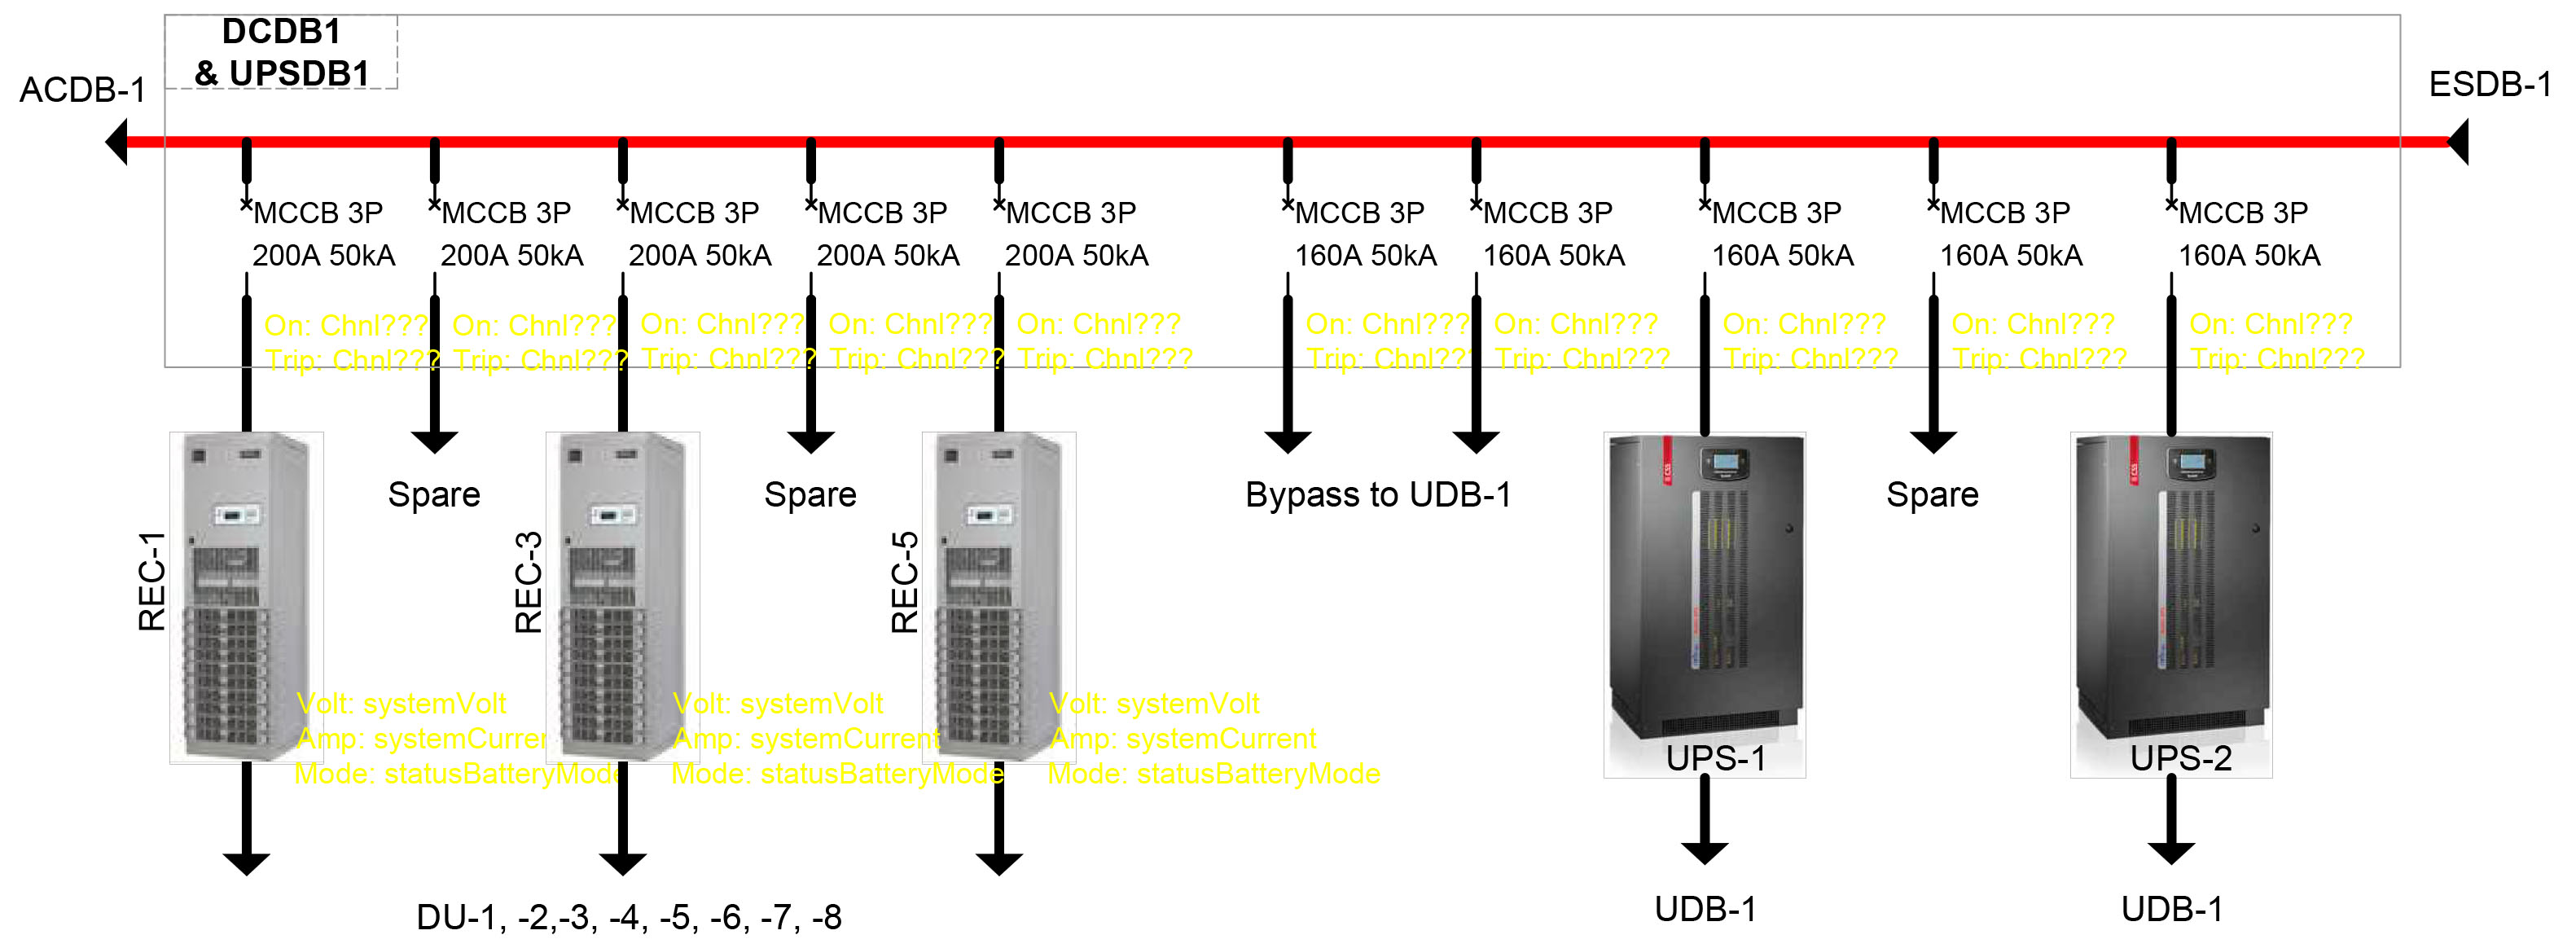 DCDB1
& UPSDB1
ACDB-1
ESDB-1
MCCB 3P
200A 50kA
MCCB 3P
200A 50kA
MCCB 3P
200A 50kA
MCCB 3P
200A 50kA
MCCB 3P
200A 50kA
MCCB 3P
160A 50kA
MCCB 3P
160A 50kA
MCCB 3P
160A 50kA
MCCB 3P
160A 50kA
MCCB 3P
160A 50kA
On: Chnl???
Trip: Chnl???
On: Chnl???
Trip: Chnl???
On: Chnl???
Trip: Chnl???
On: Chnl???
Trip: Chnl???
On: Chnl???
Trip: Chnl???
On: Chnl???
Trip: Chnl???
On: Chnl???
Trip: Chnl???
On: Chnl???
Trip: Chnl???
On: Chnl???
Trip: Chnl???
On: Chnl???
Trip: Chnl???
REC-1
Spare
REC-3
Spare
REC-5
Bypass to UDB-1
Spare
Volt: systemVolt
Amp: systemCurren
Mode: statusBatteryMode
Volt: systemVolt
Amp: systemCurrent
Mode: statusBatteryMode
Volt: systemVolt
Amp: systemCurrent
Mode: statusBatteryMode
UPS-1
UPS-2
DU-1, -2,-3, -4, -5, -6, -7, -8
UDB-1
UDB-1